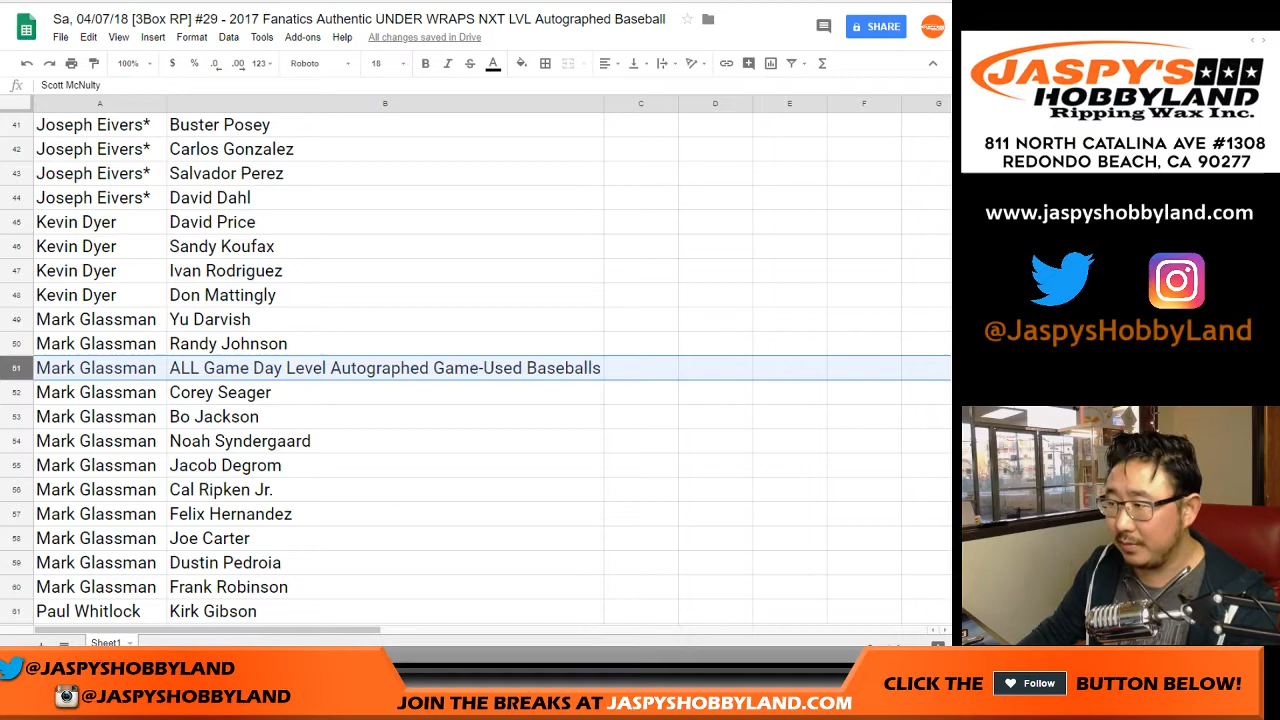 Sa, 04/07/18 [3Box RP] #29 - 2017 Fanatics Authentic UNDER WRAPS NXT LVL Autographed Baseball
File Edit View Insert Format Data Tools Add-ons Help All changes saved in Drive
SHARE
100% $ % .0 .00 123 Roboto 18 B I S A
fx Scott McNulty
A B C D E F G
41 Joseph Eivers* Buster Posey
42 Joseph Eivers* Carlos Gonzalez
43 Joseph Eivers* Salvador Perez
44 Joseph Eivers* David Dahl
45 Kevin Dyer David Price
46 Kevin Dyer Sandy Koufax
47 Kevin Dyer Ivan Rodriguez
48 Kevin Dyer Don Mattingly
49 Mark Glassman Yu Darvish
50 Mark Glassman Randy Johnson
51 Mark Glassman ALL Game Day Level Autographed Game-Used Baseballs
52 Mark Glassman Corey Seager
53 Mark Glassman Bo Jackson
54 Mark Glassman Noah Syndergaard
55 Mark Glassman Jacob Degrom
56 Mark Glassman Cal Ripken Jr.
57 Mark Glassman Felix Hernandez
58 Mark Glassman Joe Carter
59 Mark Glassman Dustin Pedroia
60 Mark Glassman Frank Robinson
61 Paul Whitlock Kirk Gibson
Sheet1
JASPY'S
HOBBYLAND
Ripping Wax Inc.
811 NORTH CATALINA AVE #1308
REDONDO BEACH, CA 90277
www.jaspyshobbyland.com
@JaspysHobbyLand
@JASPYSHOBBYLAND
@JASPYSHOBBYLAND
JOIN THE BREAKS AT JASPYSHOBBYLAND.COM
CLICK THE Follow BUTTON BELOW!